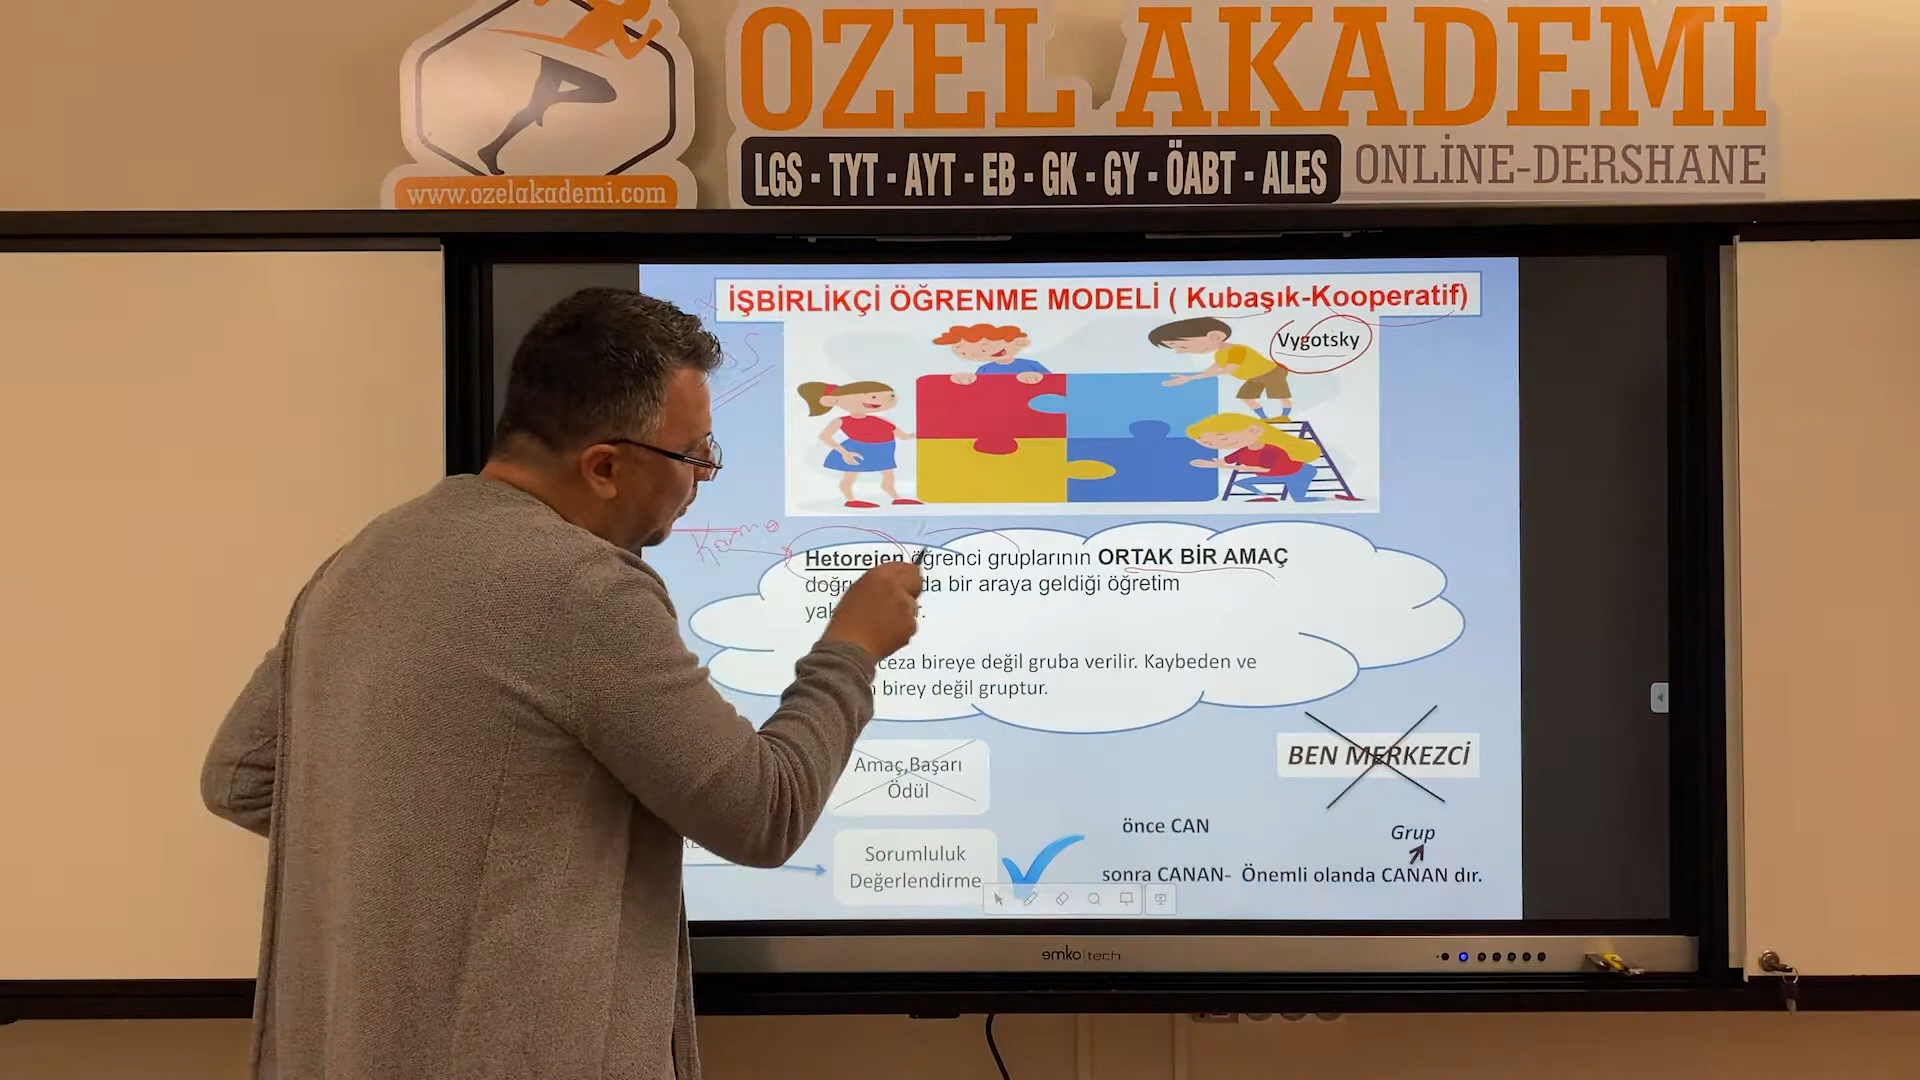 OZEL AKADEMİ
LGS - TYT - AYT - EB - GK - GY - ÖABT - ALES
ONLİNE-DERSHANE
www.ozelakademi.com
İŞBİRLİKÇİ ÖĞRENME MODELİ ( Kubaşık-Kooperatif)
Vygotsky
Hetorejen öğrenci gruplarının ORTAK BİR AMAÇ
bir araya geldiği öğretim
ceza bireye değil gruba verilir. Kaybeden ve
birey değil gruptur.
Amaç,Başarı
Ödül
BEN MERKEZCİ
önce CAN
Grup
sonra CANAN- Önemli olanda CANAN dır.
Sorumluluk
Değerlendirme
emko tech